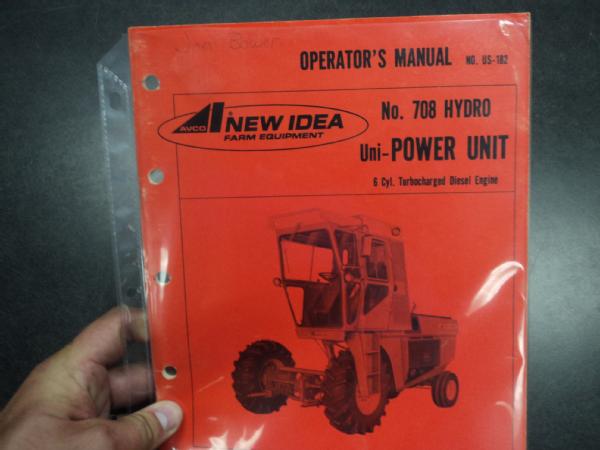 OPERATOR'S MANUAL NO. US-182
AVCO NEW IDEA
FARM EQUIPMENT
No. 708 HYDRO
Uni-POWER UNIT
6 Cyl. Turbocharged Diesel Engine